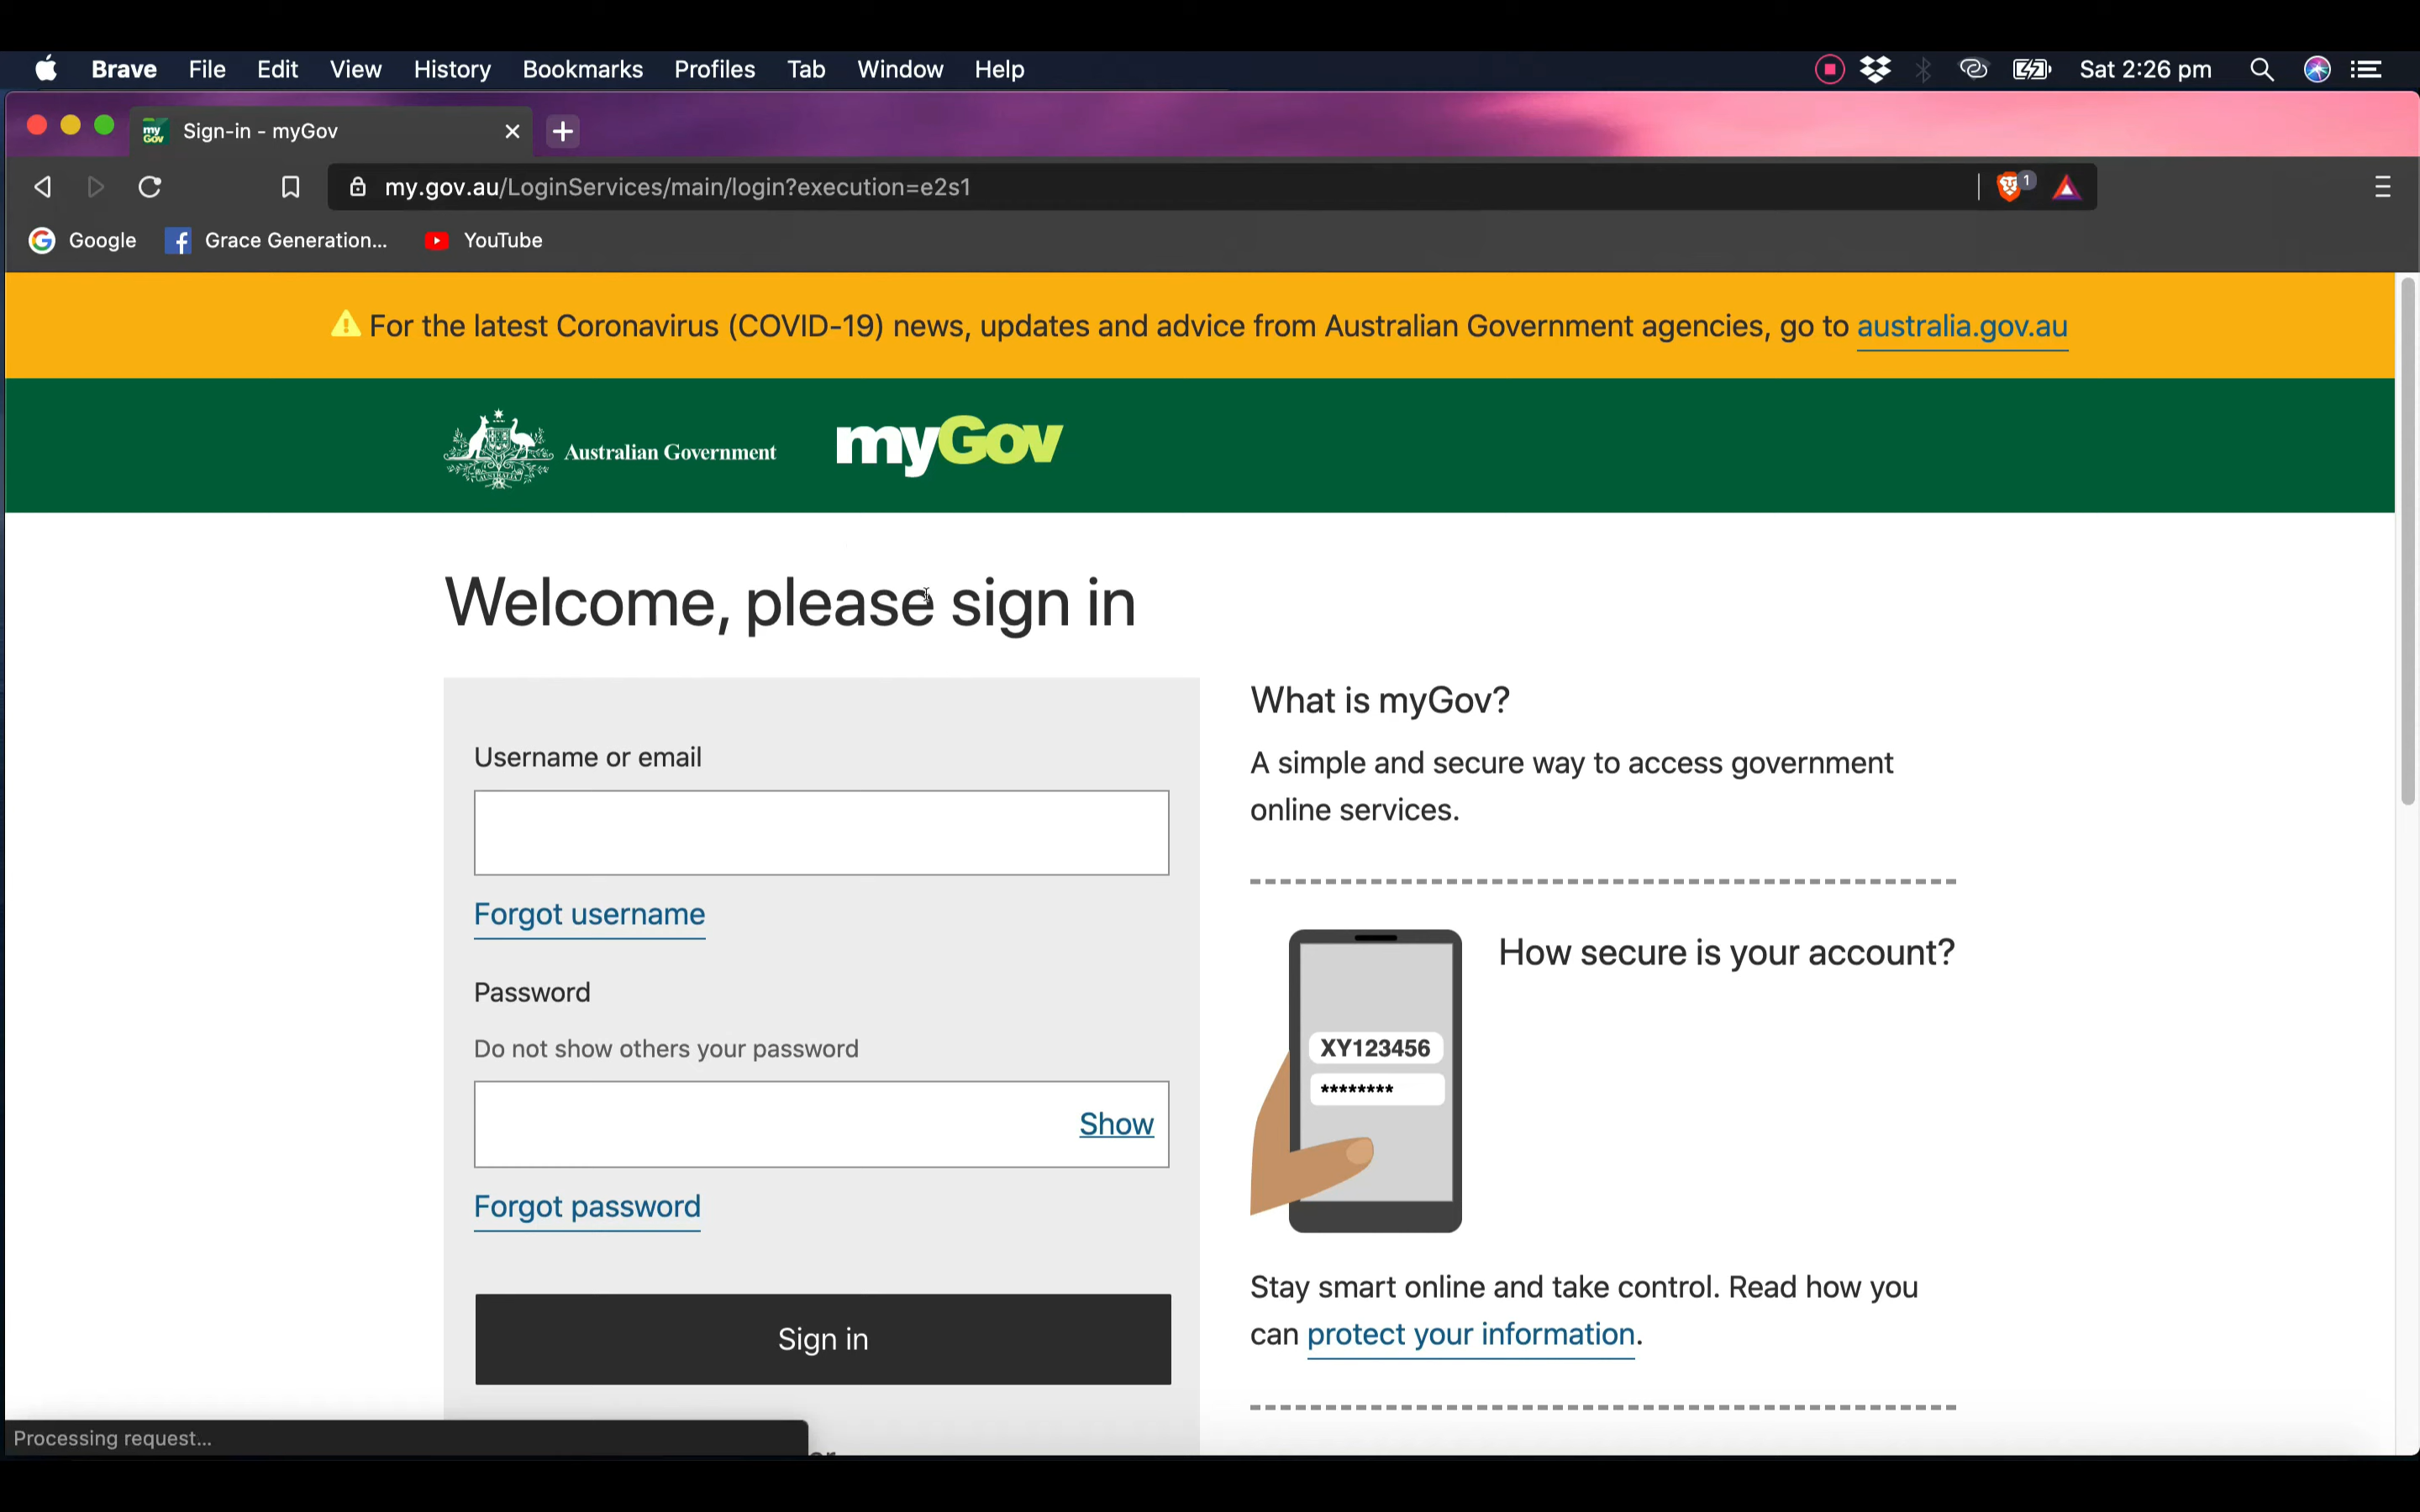 Brave File Edit View History Bookmarks Profiles Tab Window Help Sat 2:26 pm
my Gov Sign-in - myGov
my.gov.au/LoginServices/main/login?execution=e2s1 1
Google Grace Generation... YouTube
For the latest Coronavirus (COVID-19) news, updates and advice from Australian Government agencies, go to australia.gov.au
Australian Government myGov
Welcome, please sign in
Username or email
Forgot username
Password
Do not show others your password
Show
Forgot password
Sign in
What is myGov?
A simple and secure way to access government
online services.
How secure is your account?
XY123456
********
Stay smart online and take control. Read how you
can protect your information.
Processing request...